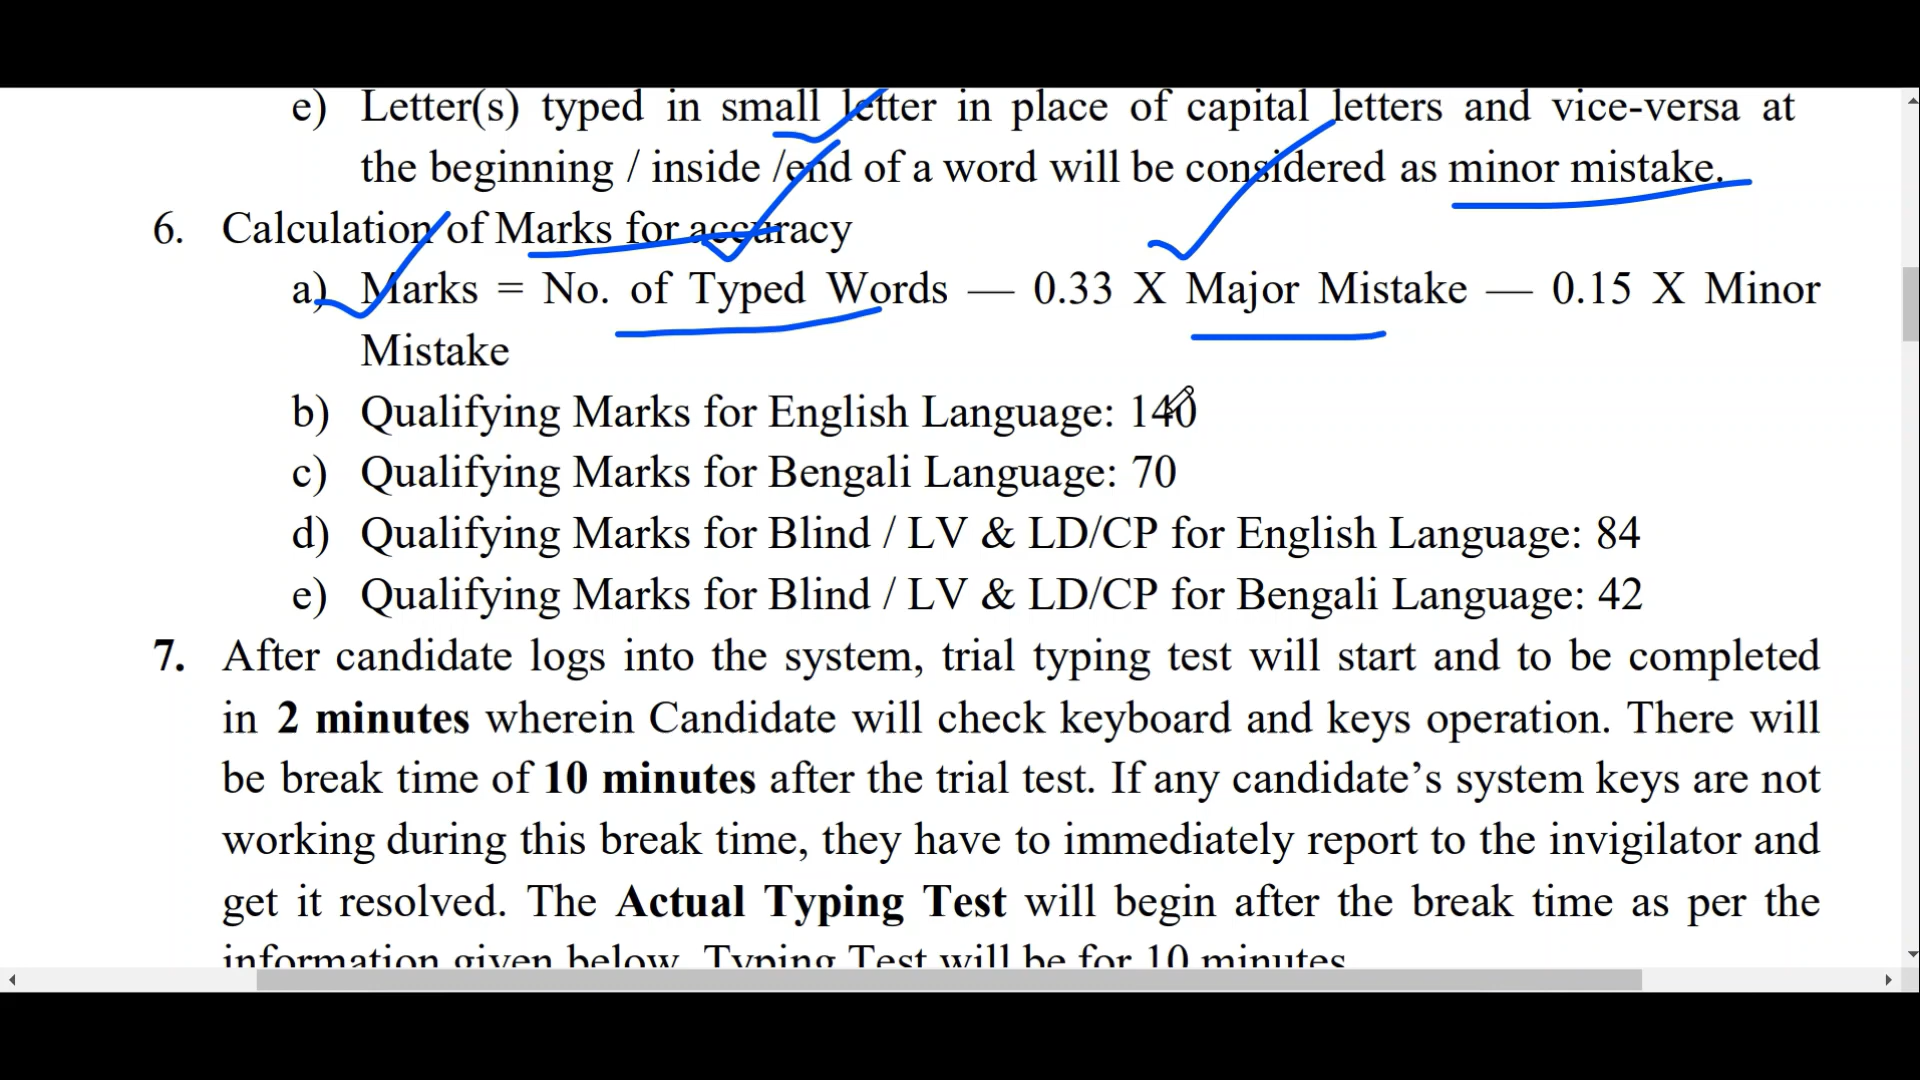 e) Letter(s) typed in small letter in place of capital letters and vice-versa at
the beginning / inside /end of a word will be considered as minor mistake.
6. Calculation of Marks for accuracy
a) Marks = No. of Typed Words — 0.33 X Major Mistake — 0.15 X Minor
Mistake
b) Qualifying Marks for English Language: 140
c) Qualifying Marks for Bengali Language: 70
d) Qualifying Marks for Blind / LV & LD/CP for English Language: 84
e) Qualifying Marks for Blind / LV & LD/CP for Bengali Language: 42
7. After candidate logs into the system, trial typing test will start and to be completed
in 2 minutes wherein Candidate will check keyboard and keys operation. There will
be break time of 10 minutes after the trial test. If any candidate’s system keys are not
working during this break time, they have to immediately report to the invigilator and
get it resolved. The Actual Typing Test will begin after the break time as per the
information given below. Typing Test will be for 10 minutes